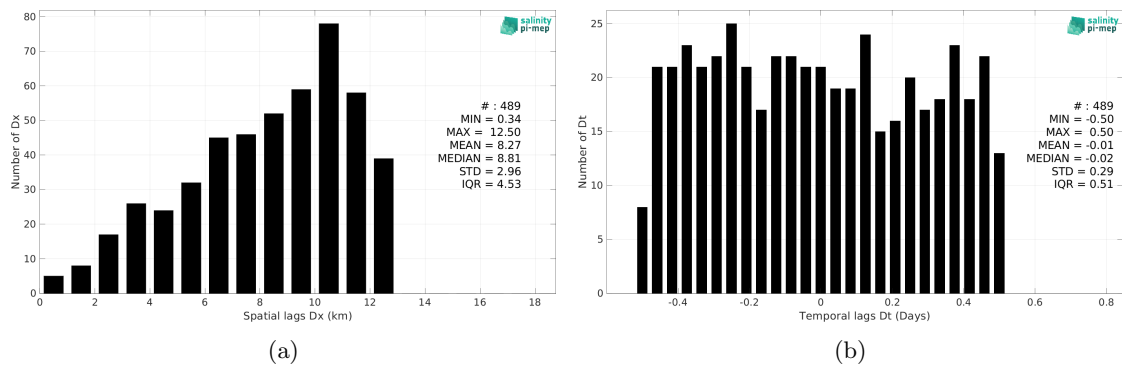 80
70
60
50
40
30
20
10
0
Number of Dx
0 2 4 6 8 10 12 14 16 18
Spatial lags Dx (km)
salinity
pi-mep
# : 489
MIN = 0.34
MAX = 12.50
MEAN = 8.27
MEDIAN = 8.81
STD = 2.96
IQR = 4.53
(a)
25
20
15
10
5
0
Number of Dt
-0.4 -0.2 0 0.2 0.4 0.6 0.8
Temporal lags Dt (Days)
salinity
pi-mep
# : 489
MIN = -0.50
MAX = 0.50
MEAN = -0.01
MEDIAN = -0.02
STD = 0.29
IQR = 0.51
(b)